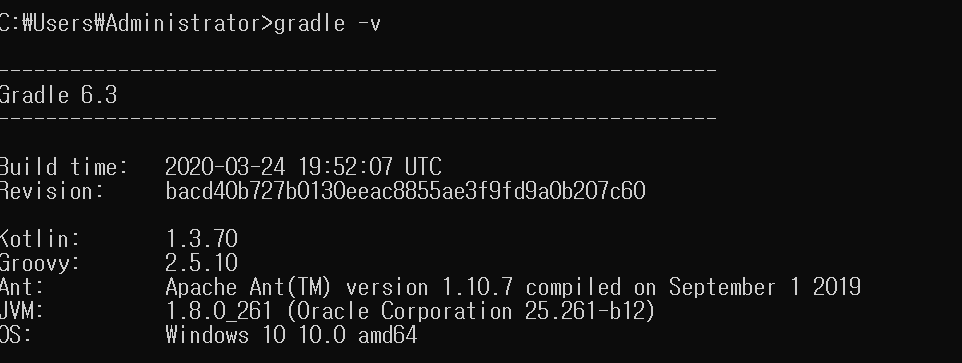 C:₩Users₩Administrator>gradle -v
------------------------------------------------------------
Gradle 6.3
------------------------------------------------------------
Build time:   2020-03-24 19:52:07 UTC
Revision:     bacd40b727b0130eeac8855ae3f9fd9a0b207c60
Kotlin:       1.3.70
Groovy:       2.5.10
Ant:          Apache Ant(TM) version 1.10.7 compiled on September 1 2019
JVM:          1.8.0_261 (Oracle Corporation 25.261-b12)
OS:           Windows 10 10.0 amd64